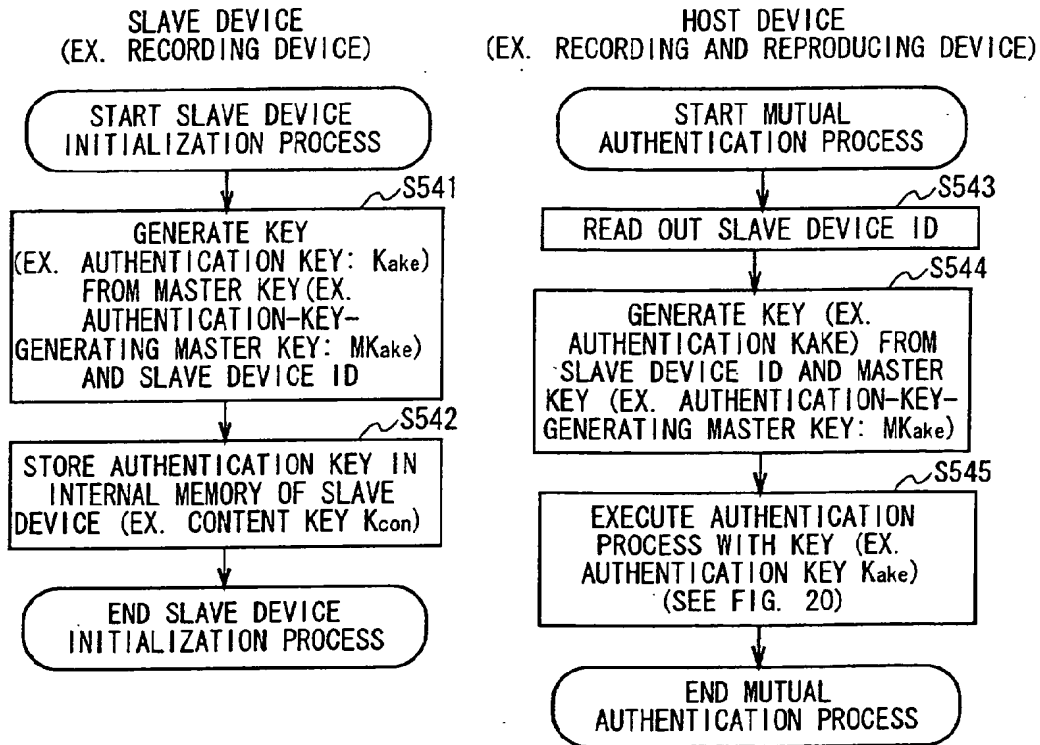 SLAVE DEVICE
(EX. RECORDING DEVICE)
START SLAVE DEVICE
INITIALIZATION PROCESS
S541
GENERATE KEY
(EX. AUTHENTICATION KEY: Kake)
FROM MASTER KEY(EX.
AUTHENTICATION-KEY-
GENERATING MASTER KEY: MKake)
AND SLAVE DEVICE ID
S542
STORE AUTHENTICATION KEY IN
INTERNAL MEMORY OF SLAVE
DEVICE (EX. CONTENT KEY Kcon)
END SLAVE DEVICE
INITIALIZATION PROCESS
HOST DEVICE
(EX. RECORDING AND REPRODUCING DEVICE)
START MUTUAL
AUTHENTICATION PROCESS
S543
READ OUT SLAVE DEVICE ID
S544
GENERATE KEY (EX.
AUTHENTICATION KAKE) FROM
SLAVE DEVICE ID AND MASTER
KEY (EX. AUTHENTICATION-KEY-
GENERATING MASTER KEY: MKake)
S545
EXECUTE AUTHENTICATION
PROCESS WITH KEY (EX.
AUTHENTICATION KEY Kake)
(SEE FIG. 20)
END MUTUAL
AUTHENTICATION PROCESS